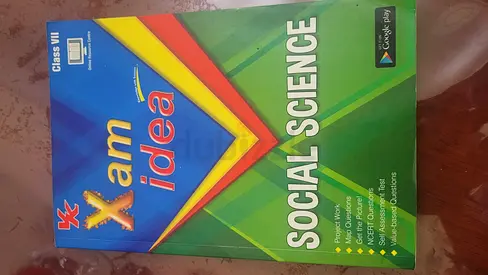 Class VII
VK
Xam
idea
SOCIAL SCIENCE
Project Work
Map Questions
Get the Picture!
NCERT Questions
Self Assessment Test
Value-based Questions
Google play